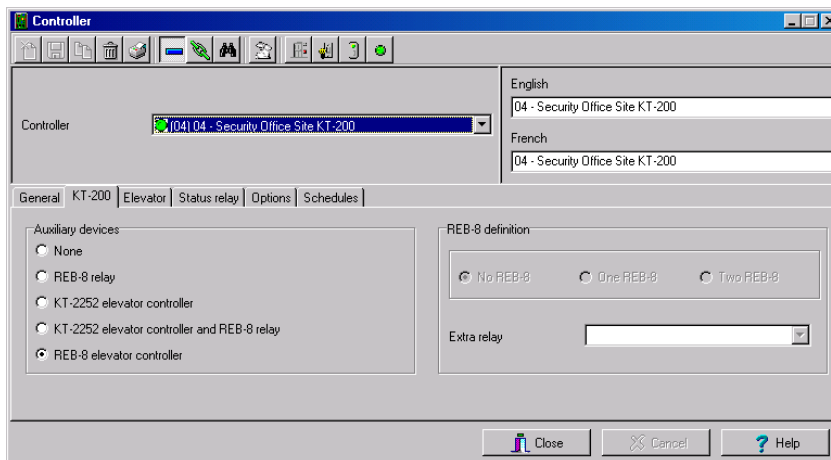 Controller
English
04 - Security Office Site KT-200
Controller
(04) 04 - Security Office Site KT-200
French
04 - Security Office Site KT-200
General KT-200 Elevator Status relay Options Schedules
Auxiliary devices
None
REB-8 relay
KT-2252 elevator controller
KT-2252 elevator controller and REB-8 relay
REB-8 elevator controller
REB-8 definition
No REB-8 One REB-8 Two REB-8
Extra relay
Close Cancel ? Help